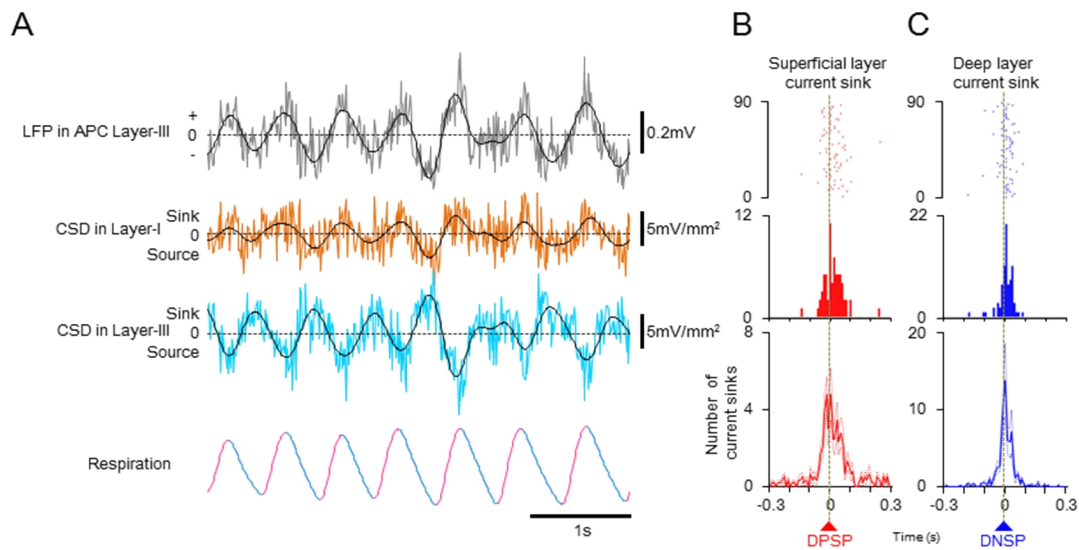 A
LFP in APC Layer-III
+
0
-
0.2mV
CSD in Layer-I
Sink
0
Source
5mV/mm²
CSD in Layer-III
Sink
0
Source
5mV/mm²
Respiration
1s
B
Superficial layer
current sink
90
0
12
0
8
4
0
Number of
current sinks
-0.3
0
0.3
DPSP
Time (s)
C
Deep layer
current sink
90
0
22
0
20
10
0
-0.3
0
0.3
DNSP